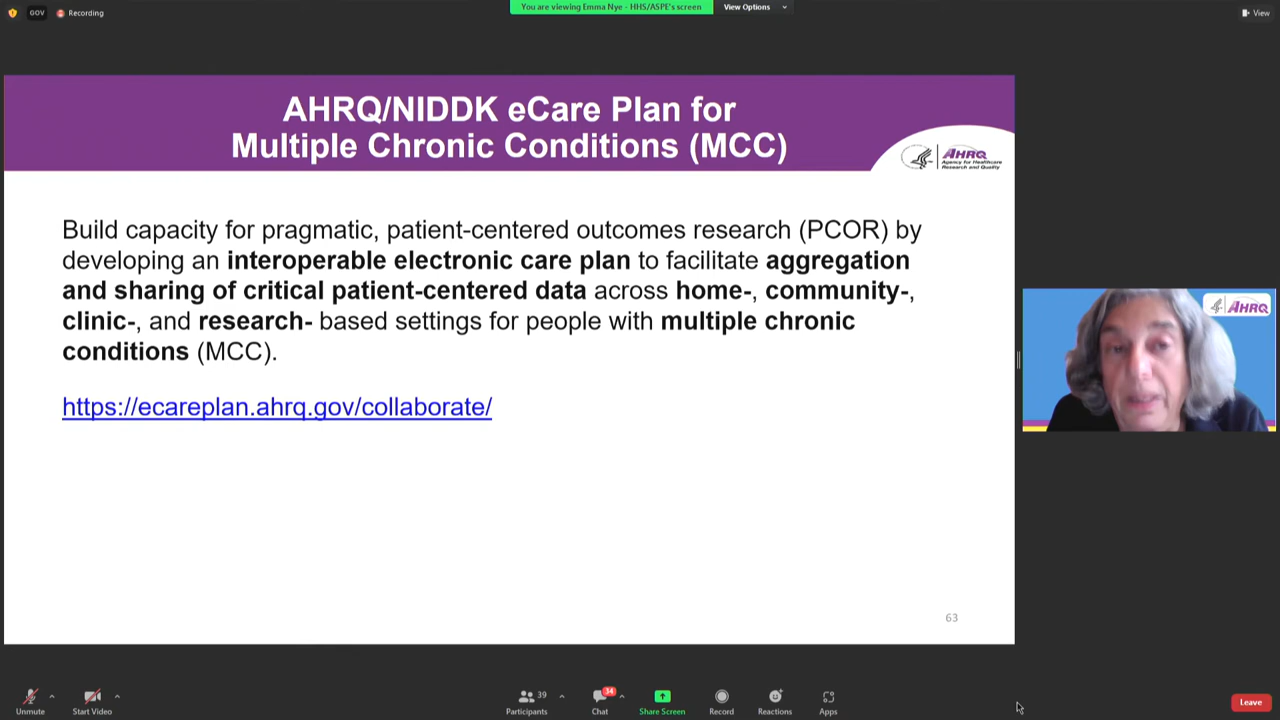 GOV
Recording
You are viewing Emma Nye - HHS/ASPE's screen
View Options
View
AHRQ/NIDDK eCare Plan for
Multiple Chronic Conditions (MCC)
AHRQ
Agency for Healthcare
Research and Quality
Build capacity for pragmatic, patient-centered outcomes research (PCOR) by
developing an interoperable electronic care plan to facilitate aggregation
and sharing of critical patient-centered data across home-, community-,
clinic-, and research- based settings for people with multiple chronic
conditions (MCC).
https://ecareplan.ahrq.gov/collaborate/
63
AHRQ
Unmute
Start Video
39
Participants
34
Chat
Share Screen
Record
Reactions
Apps
Leave